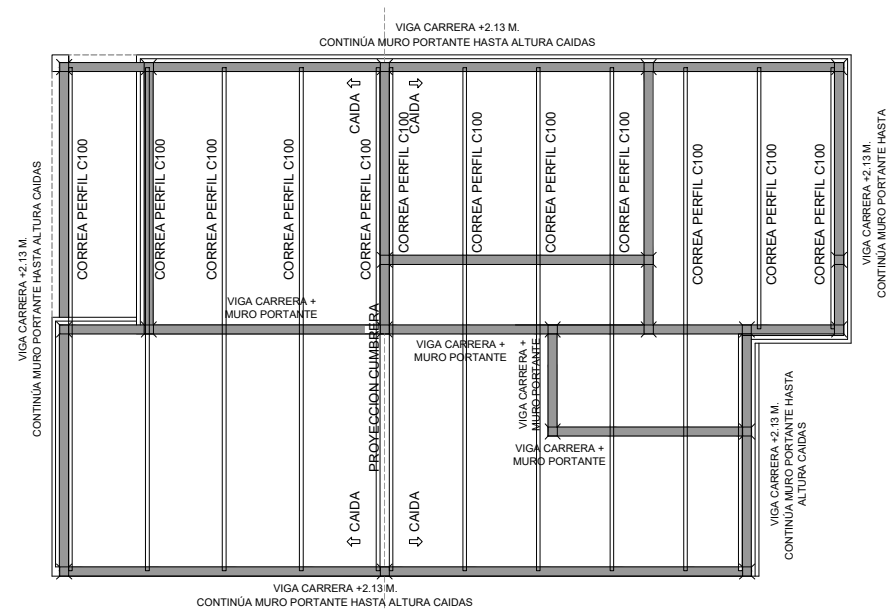 VIGA CARRERA +2.13 M.
CONTINÚA MURO PORTANTE HASTA ALTURA CAIDAS
CAIDA
CAIDA
VIGA CARRERA +2.13 M.
CONTINÚA MURO PORTANTE HASTA ALTURA CAIDAS
CORREA PERFIL C100
CORREA PERFIL C100
CORREA PERFIL C100
CORREA PERFIL C100
CORREA PERFIL C100
CORREA PERFIL C100
CORREA PERFIL C100
CORREA PERFIL C100
CORREA PERFIL C100
CORREA PERFIL C100
CORREA PERFIL C100
CORREA PERFIL C100
VIGA CARRERA +2.13 M.
CONTINÚA MURO PORTANTE HASTA
VIGA CARRERA +
MURO PORTANTE
PROYECCION CUMBRERA
VIGA CARRERA +
MURO PORTANTE
VIGA CARRERA +
MURO PORTANTE
VIGA CARRERA +
MURO PORTANTE
VIGA CARRERA +2.13 M.
CONTINÚA MURO PORTANTE HASTA
ALTURA CAIDAS
CAIDA
CAIDA
VIGA CARRERA +2.13 M.
CONTINÚA MURO PORTANTE HASTA ALTURA CAIDAS